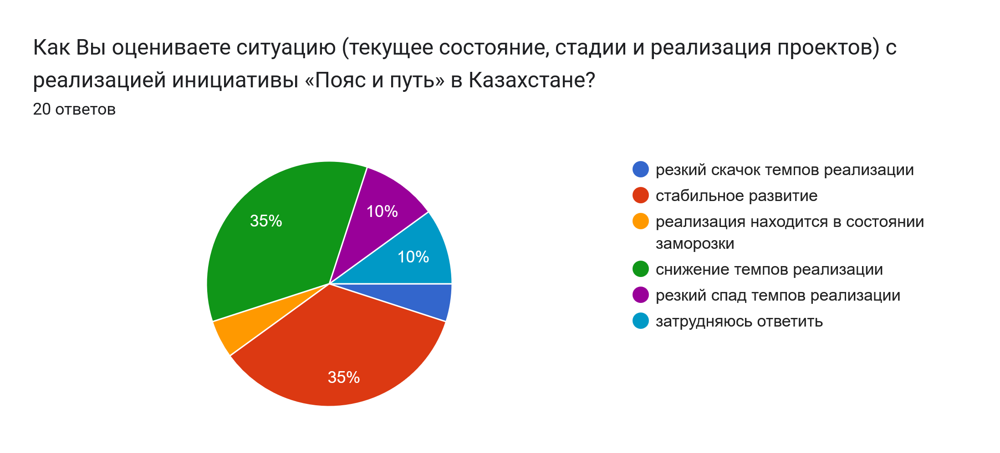 Как Вы оцениваете ситуацию (текущее состояние, стадии и реализация проектов) с
реализацией инициативы «Пояс и путь» в Казахстане?
20 ответов
35%
10%
10%
35%
резкий скачок темпов реализации
стабильное развитие
реализация находится в состоянии
заморозки
снижение темпов реализации
резкий спад темпов реализации
затрудняюсь ответить